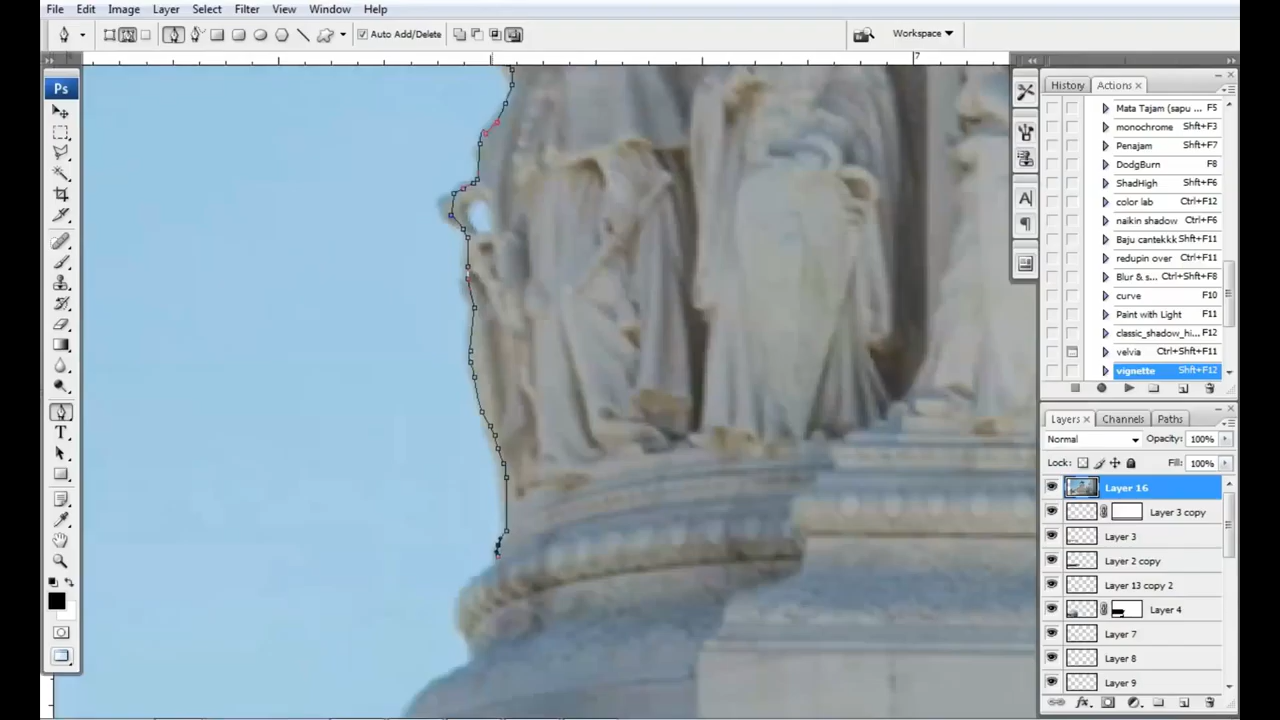 File Edit Image Layer Select Filter View Window Help
Auto Add/Delete
Workspace
7
Ps
T
A
History Actions
Mata Tajam (sapu ... F5
monochrome Shft+F3
Penajam Shft+F7
DodgBurn F8
ShadHigh Shft+F6
color lab Ctrl+F12
naikin shadow Ctrl+F6
Baju cantekkk Shft+F11
redupin over Ctrl+F11
Blur & s... Ctrl+Shft+F8
curve F10
Paint with Light F11
classic_shadow_hi... F12
velvia Ctrl+Shft+F11
vignette Shft+F12
Layers Channels Paths
Normal Opacity: 100%
Lock: Fill: 100%
Layer 16
Layer 3 copy
Layer 3
Layer 2 copy
Layer 13 copy 2
Layer 4
Layer 7
Layer 8
Layer 9
fx